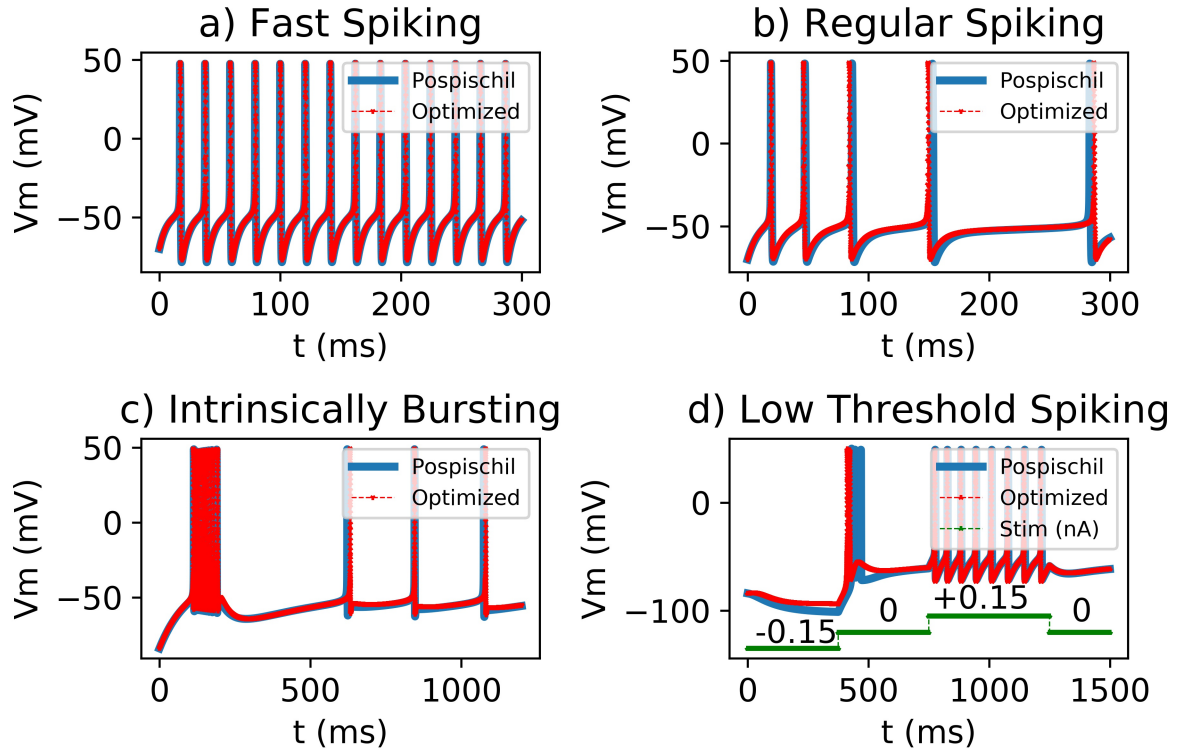 a) Fast Spiking
50
0
−50
Vm (mV)
Pospischil
Optimized
0
100
200
300
t (ms)
b) Regular Spiking
50
0
−50
Vm (mV)
Pospischil
Optimized
0
100
200
300
t (ms)
c) Intrinsically Bursting
50
0
−50
Vm (mV)
Pospischil
Optimized
0
500
1000
t (ms)
d) Low Threshold Spiking
0
−100
Vm (mV)
Pospischil
Optimized
Stim (nA)
-0.15
0
+0.15
0
0
500
1000
1500
t (ms)